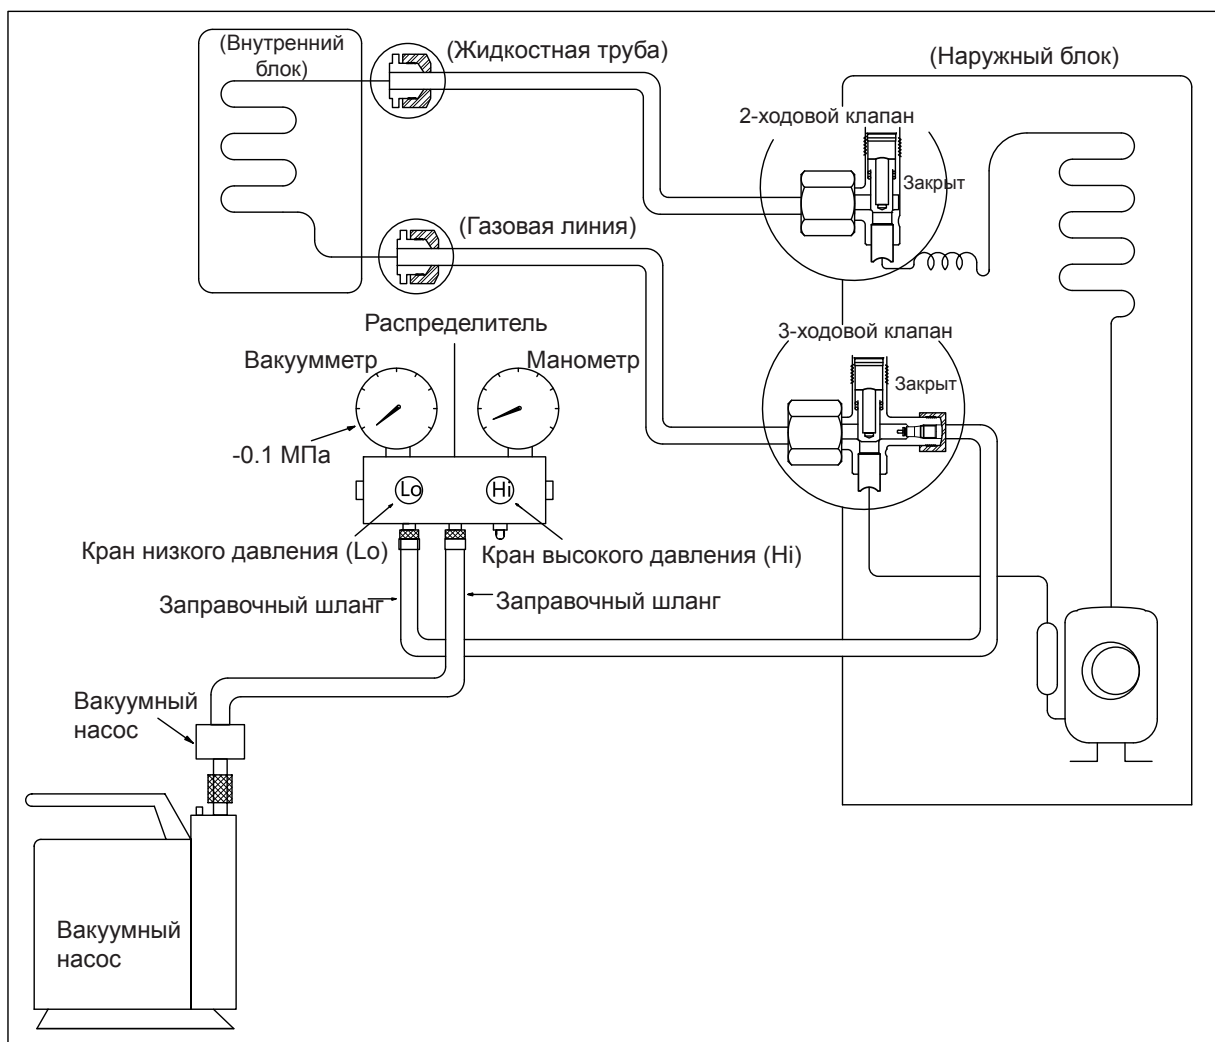 (Внутренний
блок)
(Жидкостная труба)
(Наружный блок)
2-ходовой клапан
Закрыт
(Газовая линия)
Распределитель
3-ходовой клапан
Вакуумметр
Манометр
Закрыт
-0.1 МПа
Lo
Hi
Кран низкого давления (Lo)
Кран высокого давления (Hi)
Заправочный шланг
Заправочный шланг
Вакуумный
насос
Вакуумный
насос